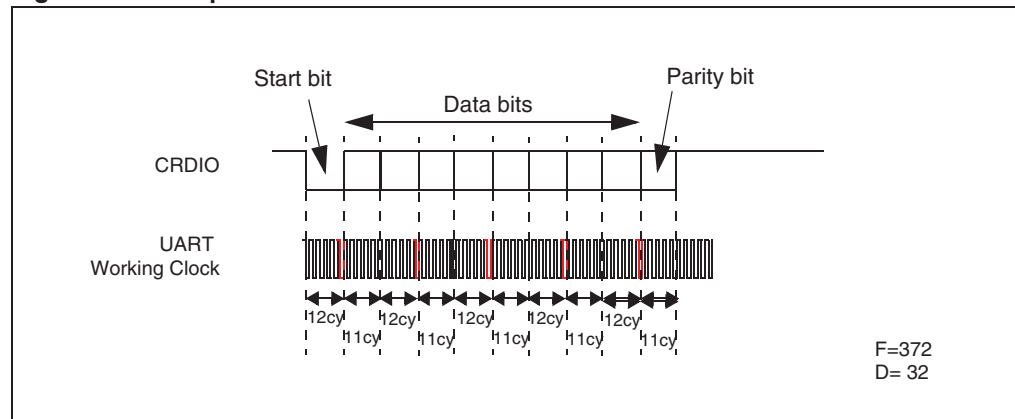 Start bit
Parity bit
Data bits
CRDIO
UART
Working Clock
12cy 12cy 12cy 12cy 12cy
11cy 11cy 11cy 11cy 11cy
F=372
D= 32